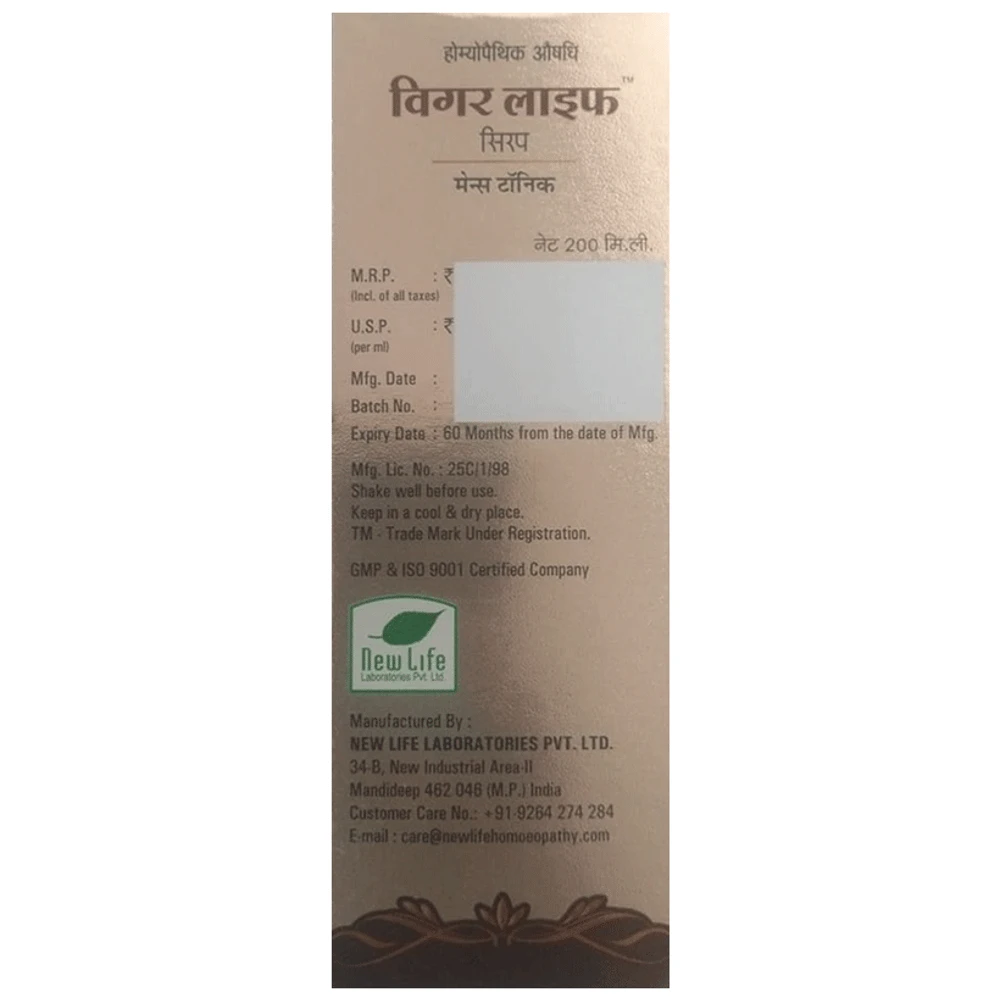 होम्योपैथिक औषधि
विगर लाइफ™
सिरप
मेन्स टॉनिक
नेट 200 मि.ली.
M.R.P. : ₹
(Incl. of all taxes)
U.S.P. : ₹
(per ml)
Mfg. Date :
Batch No. :
Expiry Date : 60 Months from the date of Mfg.
Mfg. Lic. No. : 25C/1/98
Shake well before use.
Keep in a cool & dry place.
TM - Trade Mark Under Registration.
GMP & ISO 9001 Certified Company
New Life
Laboratories Pvt. Ltd.
Manufactured By :
NEW LIFE LABORATORIES PVT. LTD.
34-B, New Industrial Area-II
Mandideep 462 046 (M.P.) India
Customer Care No.: +91-9264 274 284
E-mail : care@newlifehomoeopathy.com